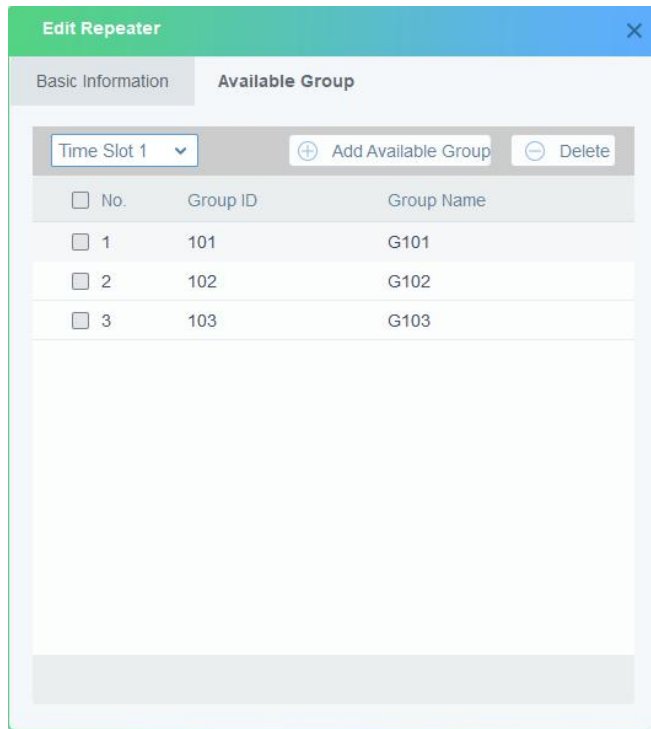 Edit Repeater
Basic Information Available Group
Time Slot 1 Add Available Group Delete
No. Group ID Group Name
1 101 G101
2 102 G102
3 103 G103